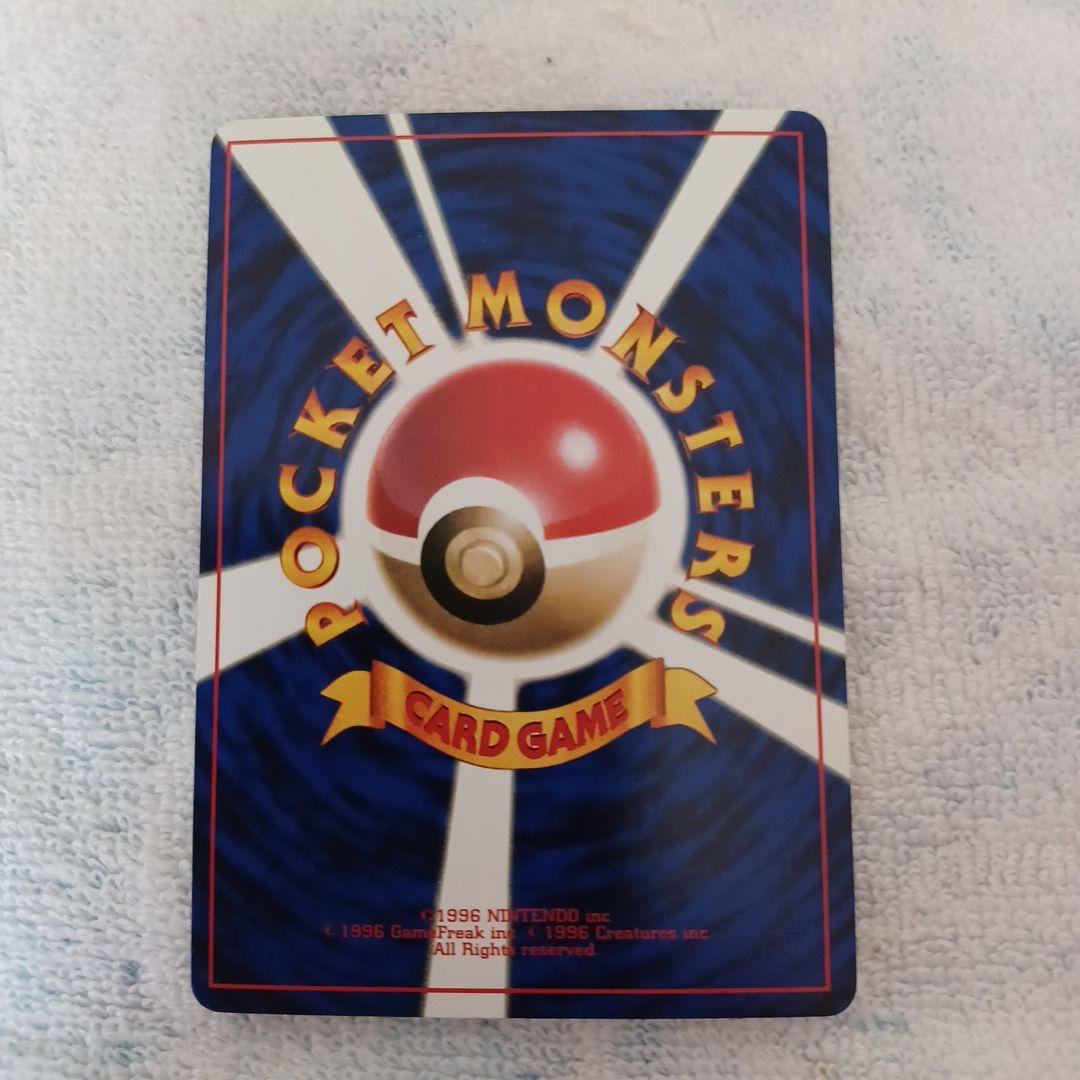 POCKET MONSTERS
CARD GAME
©1996 NINTENDO inc
© 1996 GameFreak inc © 1996 Creatures inc
All Rights reserved.